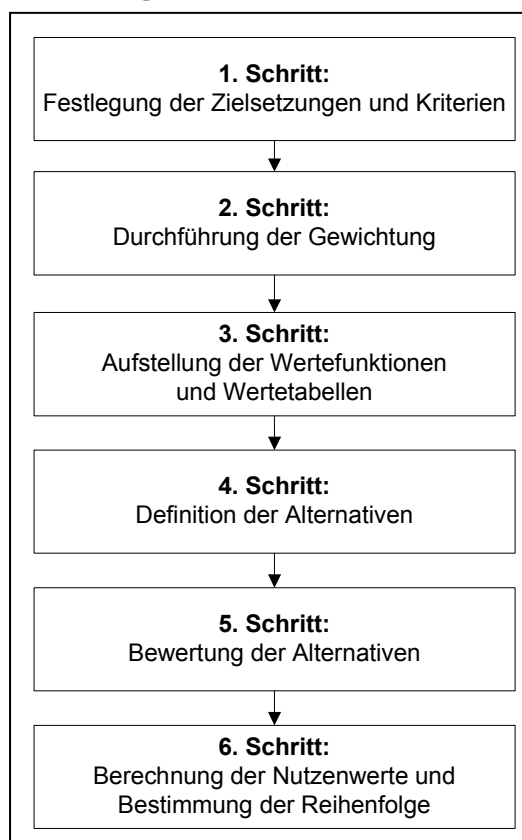 1. Schritt:
Festlegung der Zielsetzungen und Kriterien
2. Schritt:
Durchführung der Gewichtung
3. Schritt:
Aufstellung der Wertefunktionen
und Wertetabellen
4. Schritt:
Definition der Alternativen
5. Schritt:
Bewertung der Alternativen
6. Schritt:
Berechnung der Nutzenwerte und
Bestimmung der Reihenfolge